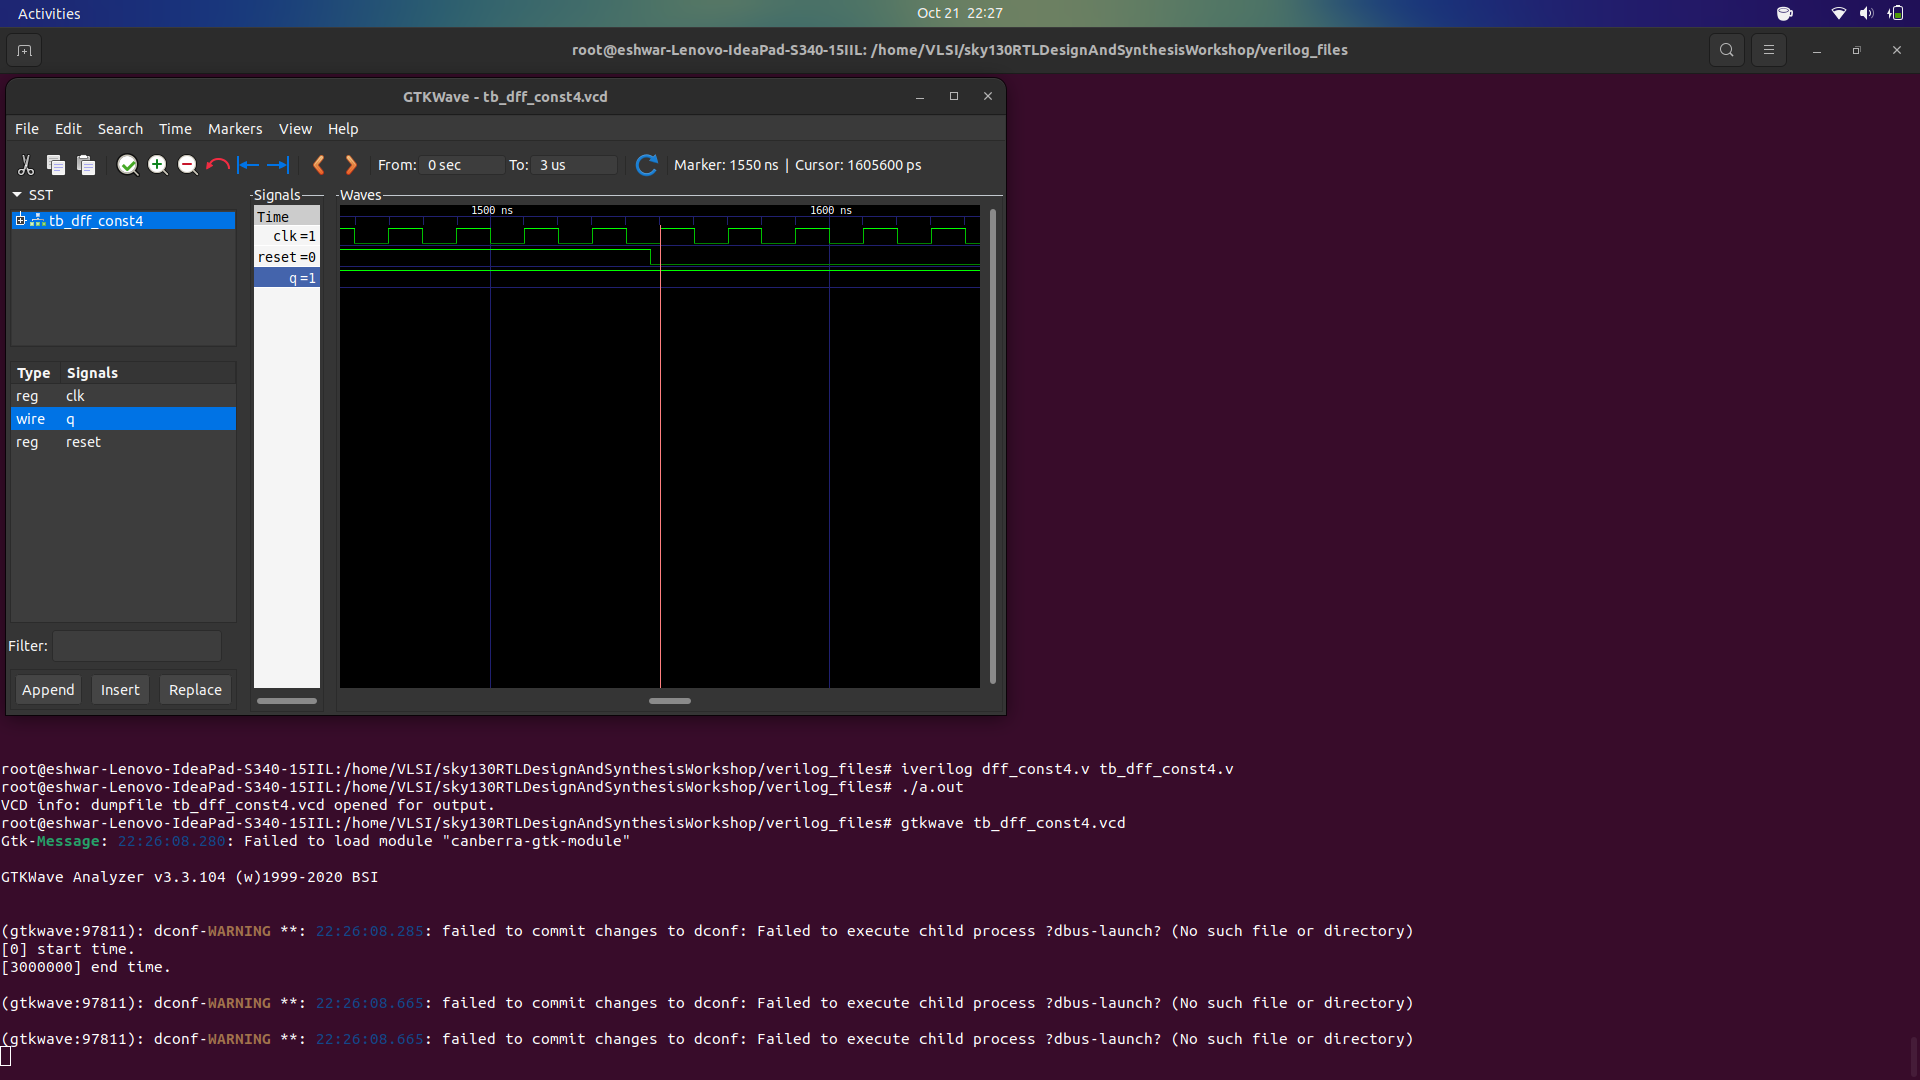 Activities
Oct 21 22:27
root@eshwar-Lenovo-IdeaPad-S340-15IIL: /home/VLSI/sky130RTLDesignAndSynthesisWorkshop/verilog_files
GTKWave - tb_dff_const4.vcd
File Edit Search Time Markers View Help
From: 0 sec To: 3 us Marker: 1550 ns | Cursor: 1605600 ps
SST
tb_dff_const4
Type Signals
reg clk
wire q
reg reset
Filter:
Append Insert Replace
Signals
Time
clk =1
reset =0
q =1
Waves
1500 ns 1600 ns
root@eshwar-Lenovo-IdeaPad-S340-15IIL:/home/VLSI/sky130RTLDesignAndSynthesisWorkshop/verilog_files# iverilog dff_const4.v tb_dff_const4.v
root@eshwar-Lenovo-IdeaPad-S340-15IIL:/home/VLSI/sky130RTLDesignAndSynthesisWorkshop/verilog_files# ./a.out
VCD info: dumpfile tb_dff_const4.vcd opened for output.
root@eshwar-Lenovo-IdeaPad-S340-15IIL:/home/VLSI/sky130RTLDesignAndSynthesisWorkshop/verilog_files# gtkwave tb_dff_const4.vcd
Gtk-Message: 22:26:08.280: Failed to load module "canberra-gtk-module"
GTKWave Analyzer v3.3.104 (w)1999-2020 BSI
(gtkwave:97811): dconf-WARNING **: 22:26:08.285: failed to commit changes to dconf: Failed to execute child process ?dbus-launch? (No such file or directory)
[0] start time.
[3000000] end time.
(gtkwave:97811): dconf-WARNING **: 22:26:08.665: failed to commit changes to dconf: Failed to execute child process ?dbus-launch? (No such file or directory)
(gtkwave:97811): dconf-WARNING **: 22:26:08.665: failed to commit changes to dconf: Failed to execute child process ?dbus-launch? (No such file or directory)